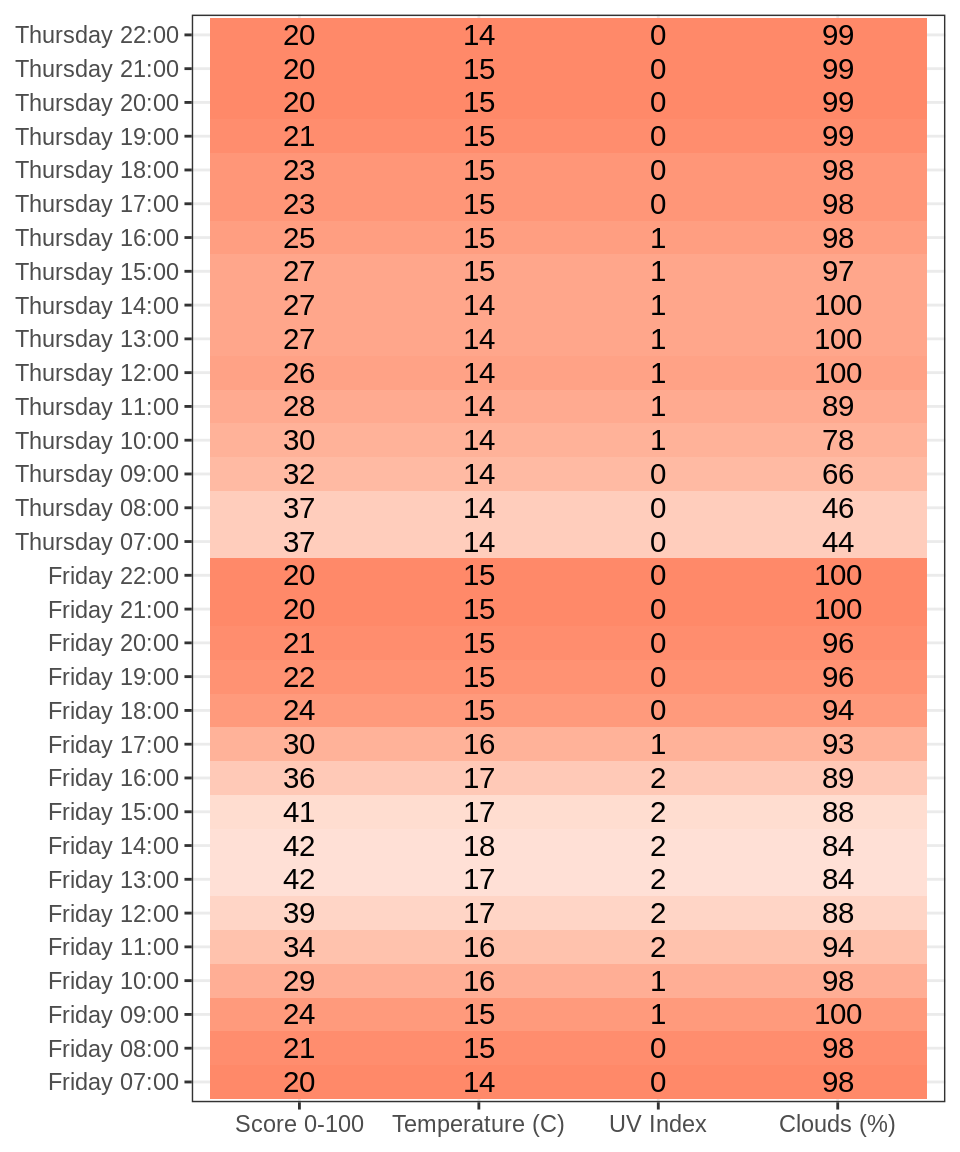 Thursday 22:00 20 14 0 99
Thursday 21:00 20 15 0 99
Thursday 20:00 20 15 0 99
Thursday 19:00 21 15 0 99
Thursday 18:00 23 15 0 98
Thursday 17:00 23 15 0 98
Thursday 16:00 25 15 1 98
Thursday 15:00 27 15 1 97
Thursday 14:00 27 14 1 100
Thursday 13:00 27 14 1 100
Thursday 12:00 26 14 1 100
Thursday 11:00 28 14 1 89
Thursday 10:00 30 14 1 78
Thursday 09:00 32 14 0 66
Thursday 08:00 37 14 0 46
Thursday 07:00 37 14 0 44
Friday 22:00 20 15 0 100
Friday 21:00 20 15 0 100
Friday 20:00 21 15 0 96
Friday 19:00 22 15 0 96
Friday 18:00 24 15 0 94
Friday 17:00 30 16 1 93
Friday 16:00 36 17 2 89
Friday 15:00 41 17 2 88
Friday 14:00 42 18 2 84
Friday 13:00 42 17 2 84
Friday 12:00 39 17 2 88
Friday 11:00 34 16 2 94
Friday 10:00 29 16 1 98
Friday 09:00 24 15 1 100
Friday 08:00 21 15 0 98
Friday 07:00 20 14 0 98
Score 0-100 Temperature (C) UV Index Clouds (%)